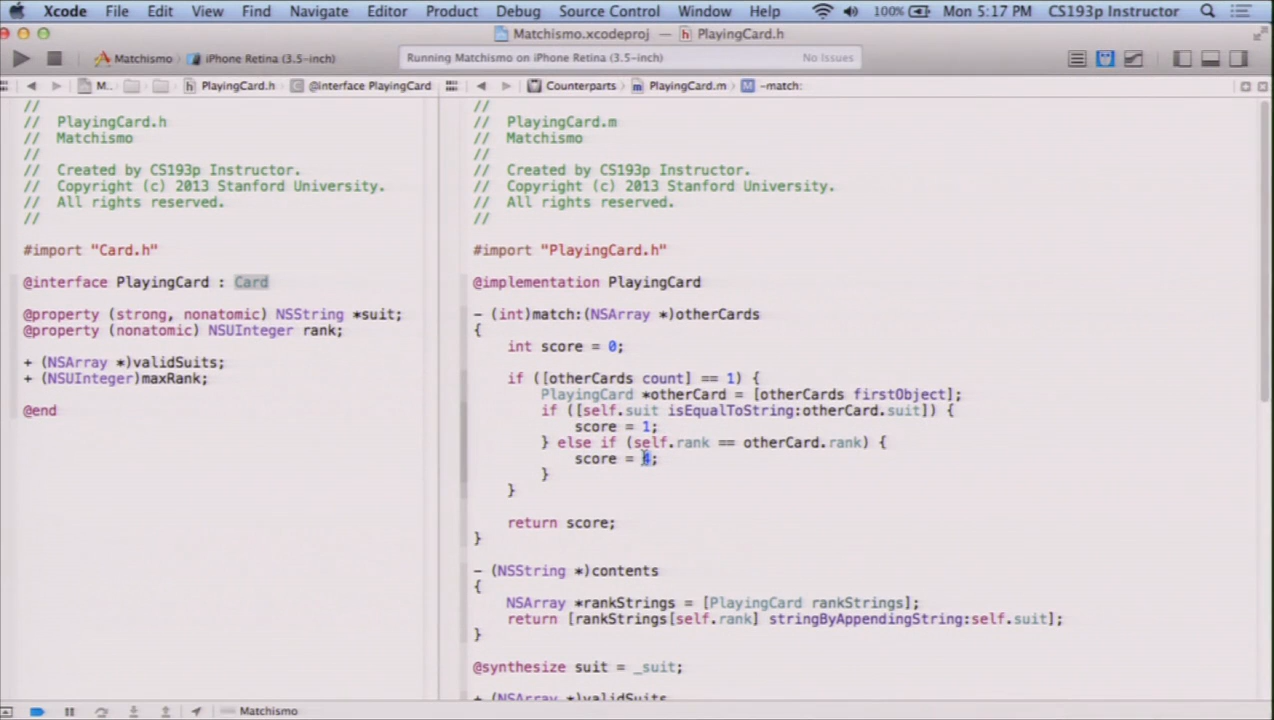 Xcode File Edit View Find Navigate Editor Product Debug Source Control Window Help 100% Mon 5:17 PM CS193p Instructor
Matchismo.xcodeproj — PlayingCard.h
Matchismo iPhone Retina (3.5-inch) Running Matchismo on iPhone Retina (3.5-inch) No Issues
M... PlayingCard.h @interface PlayingCard
//
// PlayingCard.h
// Matchismo
//
// Created by CS193p Instructor.
// Copyright (c) 2013 Stanford University.
// All rights reserved.
//
#import "Card.h"
@interface PlayingCard : Card
@property (strong, nonatomic) NSString *suit;
@property (nonatomic) NSUInteger rank;
+ (NSArray *)validSuits;
+ (NSUInteger)maxRank;
@end
Counterparts PlayingCard.m -match:
//
// PlayingCard.m
// Matchismo
//
// Created by CS193p Instructor.
// Copyright (c) 2013 Stanford University.
// All rights reserved.
//
#import "PlayingCard.h"
@implementation PlayingCard
- (int)match:(NSArray *)otherCards
{
int score = 0;
if ([otherCards count] == 1) {
PlayingCard *otherCard = [otherCards firstObject];
if ([self.suit isEqualToString:otherCard.suit]) {
score = 1;
} else if (self.rank == otherCard.rank) {
score = 4;
}
}
return score;
}
- (NSString *)contents
{
NSArray *rankStrings = [PlayingCard rankStrings];
return [rankStrings[self.rank] stringByAppendingString:self.suit];
}
@synthesize suit = _suit;
+ (NSArray *)validSuits
Matchismo